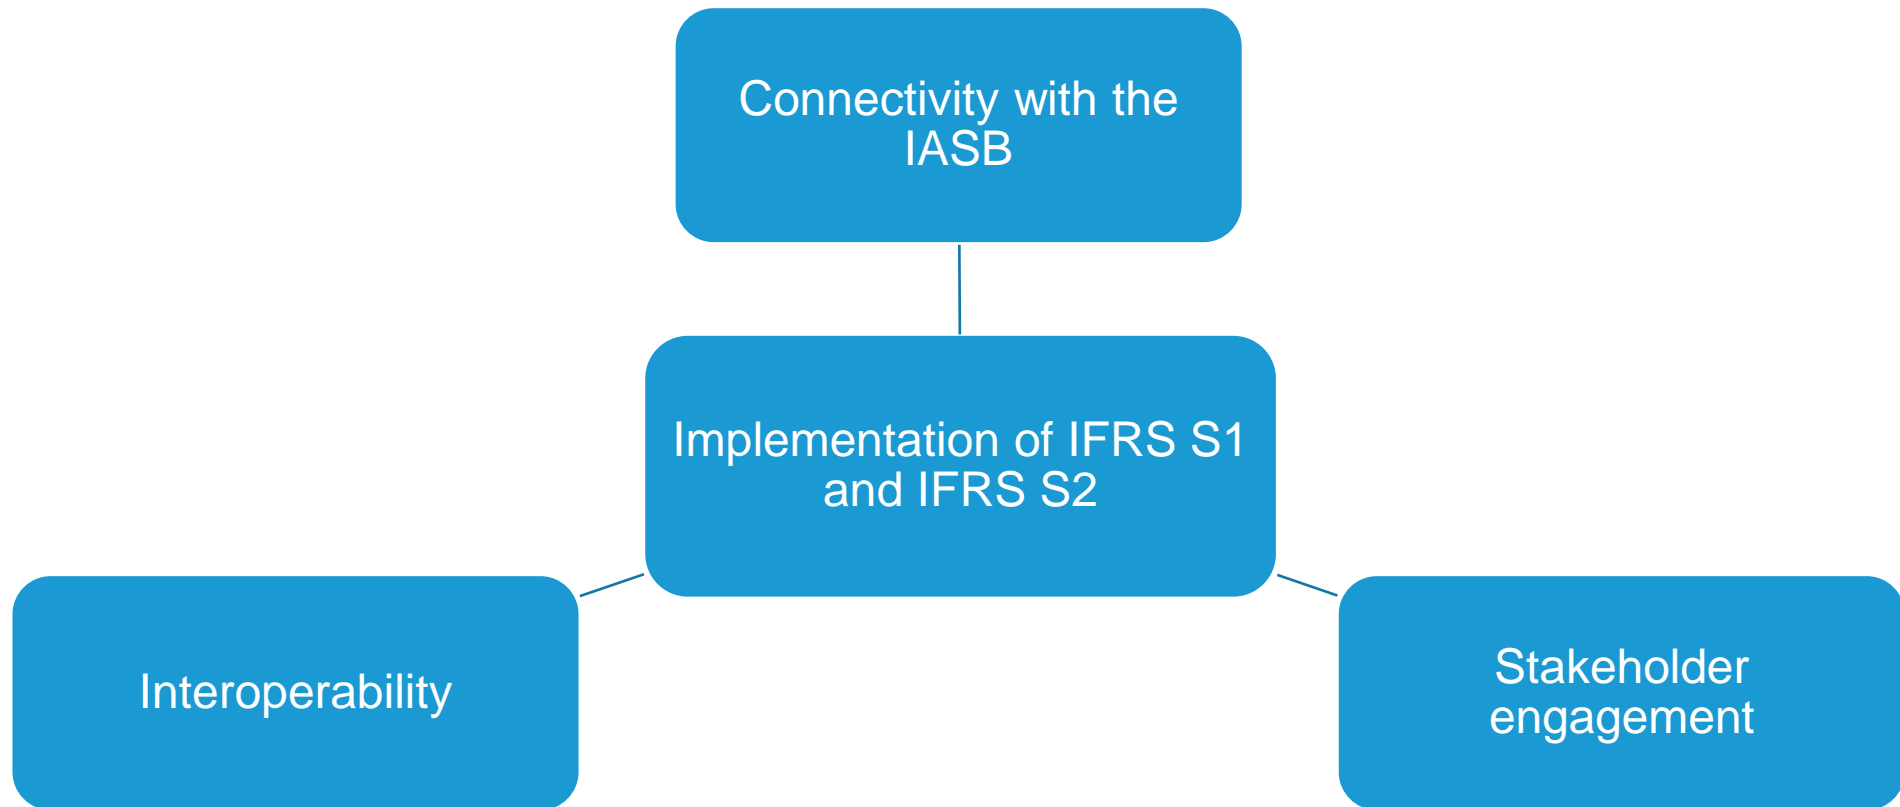 Connectivity with the
IASB
Implementation of IFRS S1
and IFRS S2
Interoperability
Stakeholder
engagement